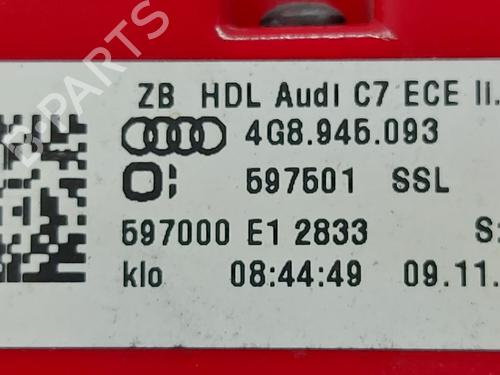 ZB HDL Audi C7 ECE II.
4G8.945.093
597501 SSL
597000 E1 2833 S:
klo 08:44:49 09.11.
B-PARTS